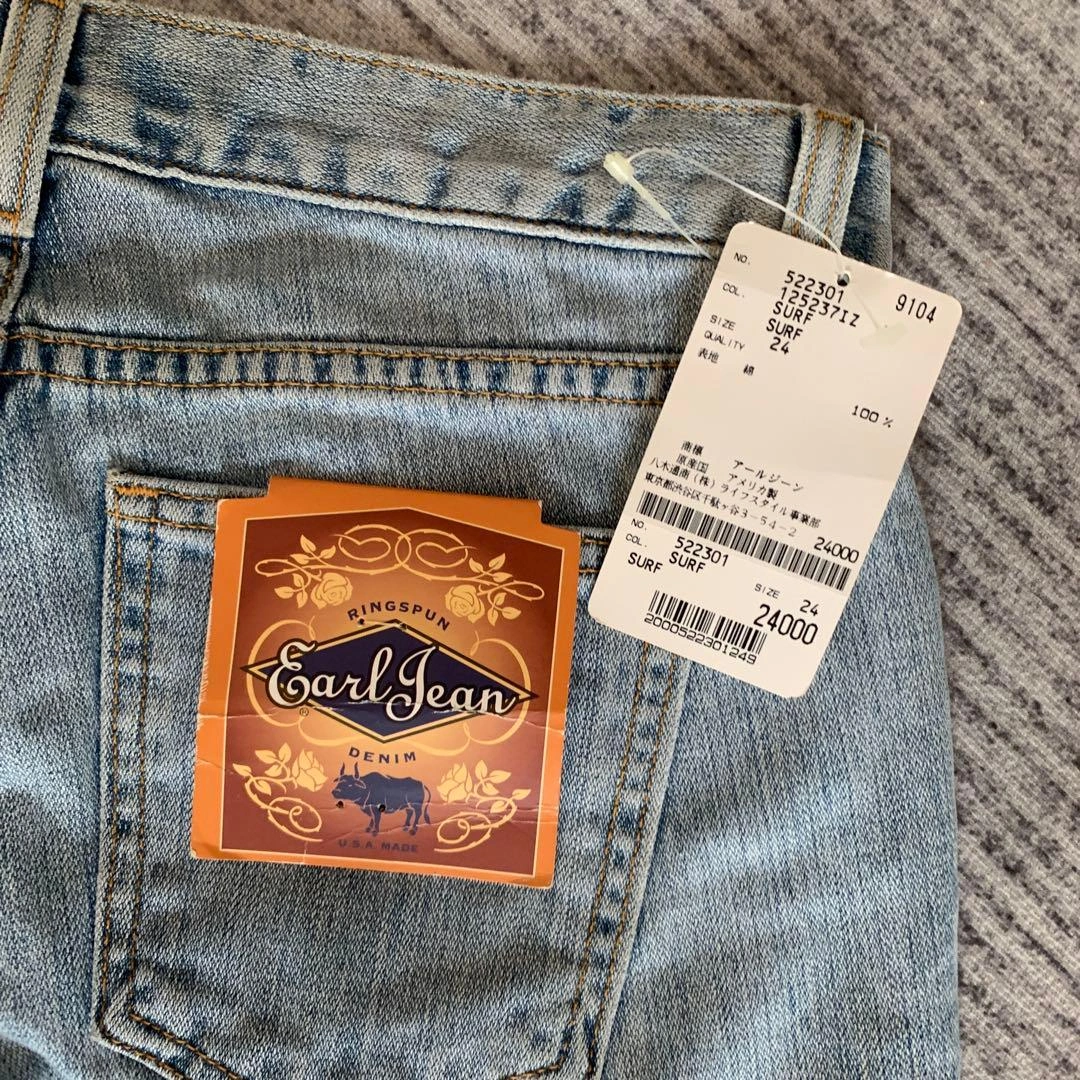 NO. 522301 9104
COL. 125237IZ
SURF
SIZE SURF
QUALITY 24
表地 綿
100%
商標 アールジーン
原産国 アメリカ製
八木通商(株)ライフスタイル事業部
東京都渋谷区千駄ヶ谷3-54-2
24000
NO. 522301
COL. SURF
SURF
SIZE 24
24000
2000522301249
RINGSPUN
Earl Jean
®
DENIM
U.S.A. MADE